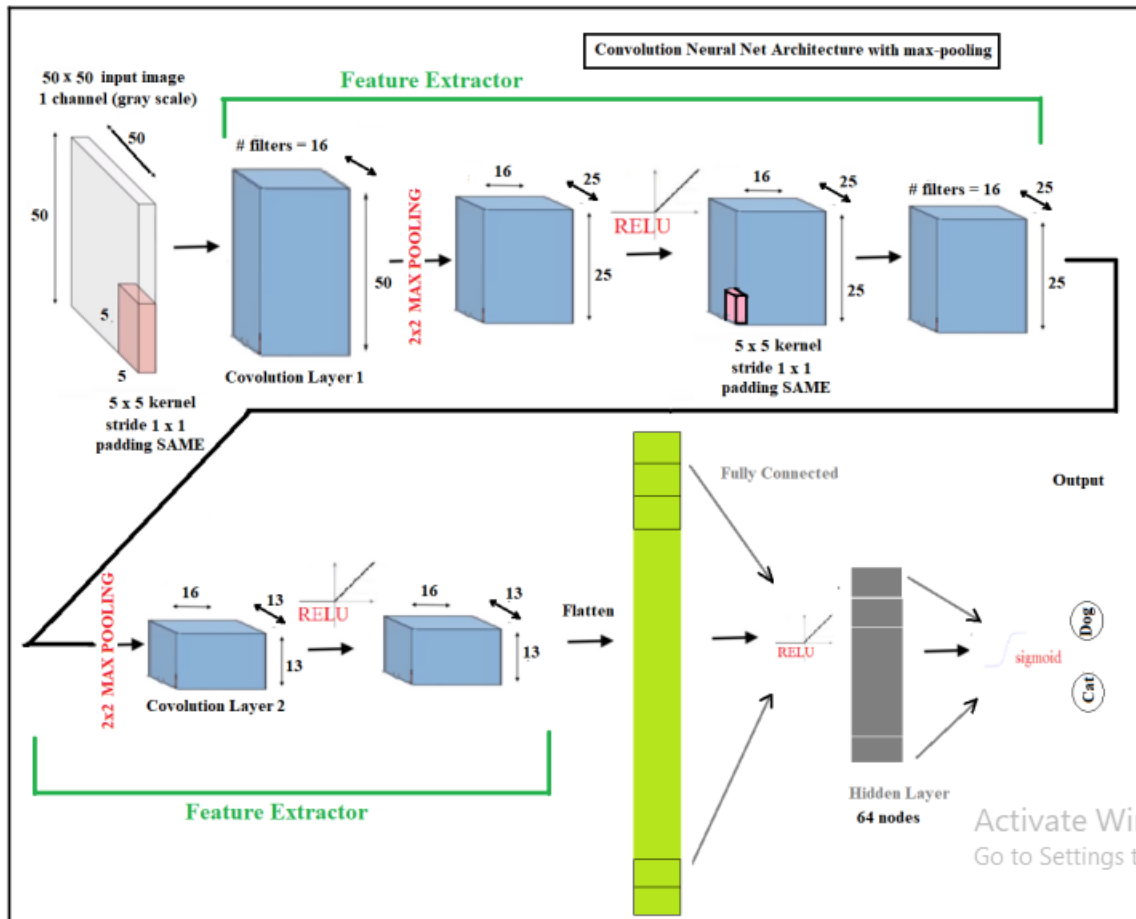 Convolution Neural Net Architecture with max-pooling
Feature Extractor
50 x 50 input image
1 channel (gray scale)
50
50
5
5
5 x 5 kernel
stride 1 x 1
padding SAME
# filters = 16
50
Covolution Layer 1
2x2 MAX POOLING
16
25
25
RELU
16
25
25
5 x 5 kernel
stride 1 x 1
padding SAME
# filters = 16
25
25
2x2 MAX POOLING
16
13
13
Covolution Layer 2
RELU
16
13
13
Feature Extractor
Flatten
Fully Connected
RELU
Hidden Layer
64 nodes
sigmoid
Output
Dog
Cat
Activate Wi
Go to Settings t